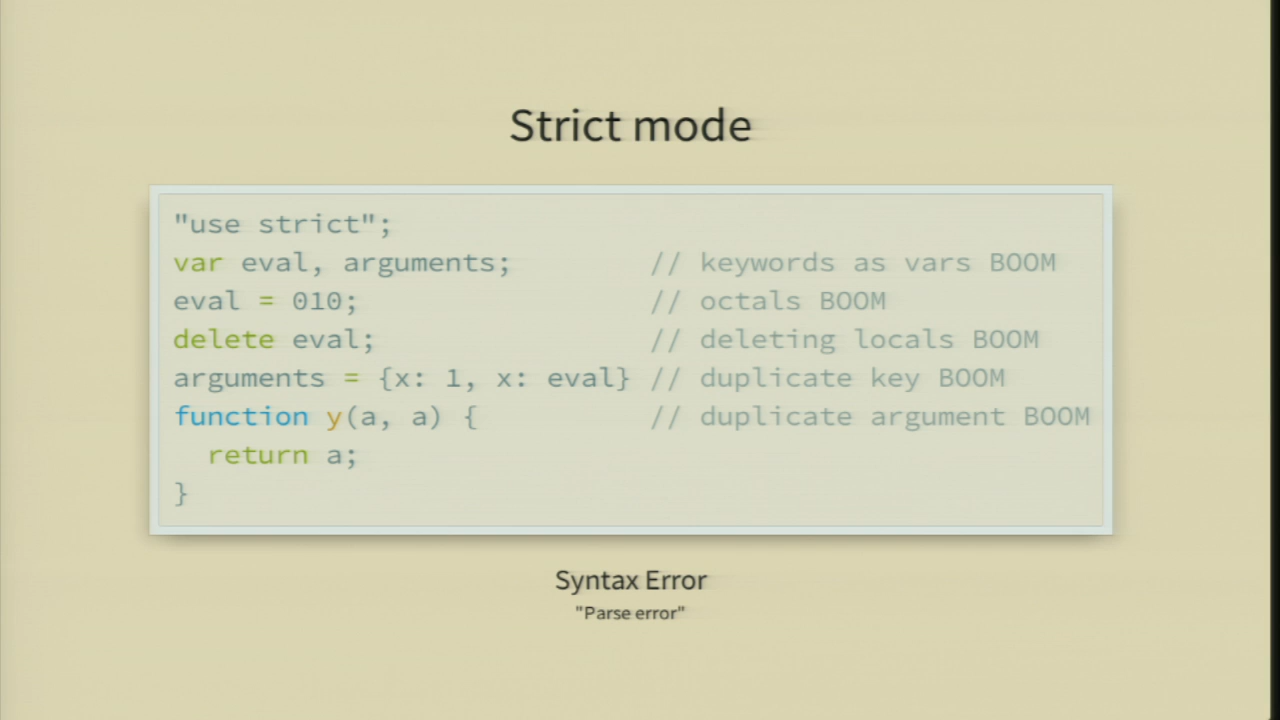 Strict mode
"use strict";
var eval, arguments; // keywords as vars BOOM
eval = 010; // octals BOOM
delete eval; // deleting locals BOOM
arguments = {x: 1, x: eval} // duplicate key BOOM
function y(a, a) { // duplicate argument BOOM
return a;
}
Syntax Error
"Parse error"